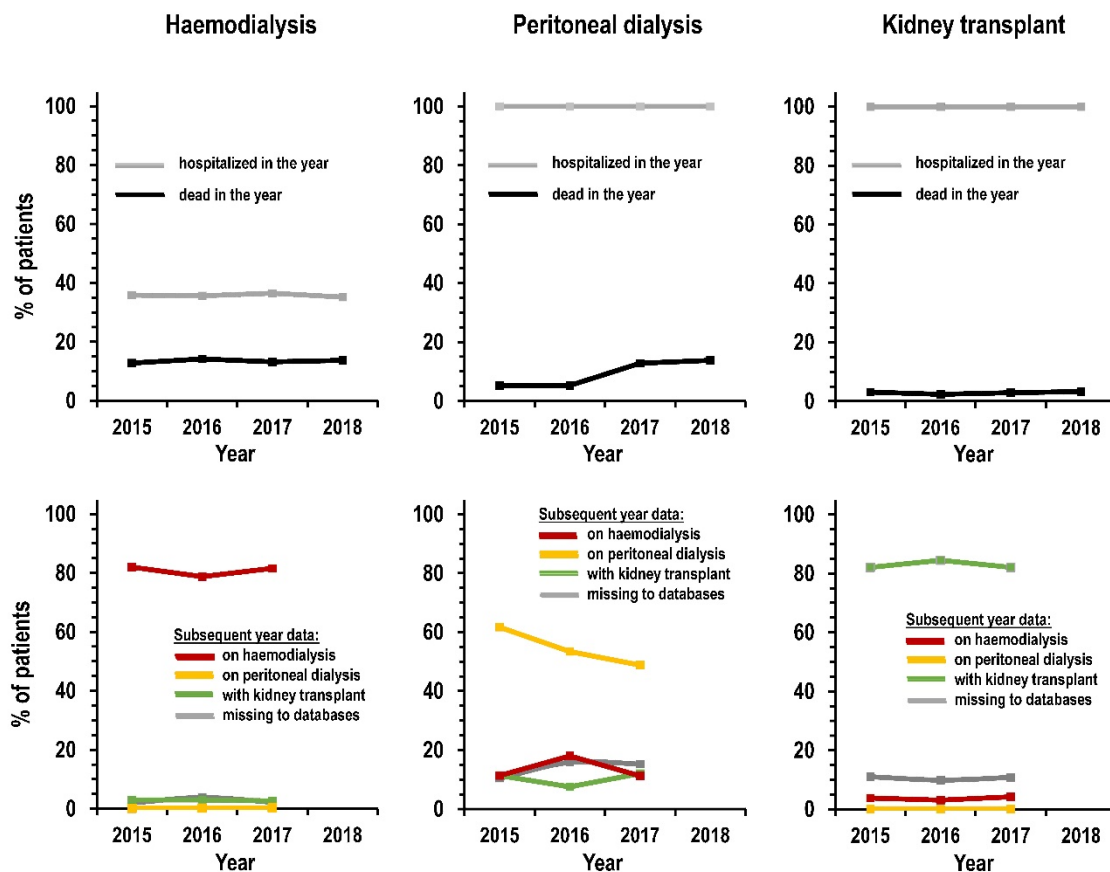 Haemodialysis
Peritoneal dialysis
Kidney transplant
% of patients
100
80
60
40
20
0
hospitalized in the year
dead in the year
2015 2016 2017 2018
Year
100
80
60
40
20
0
hospitalized in the year
dead in the year
2015 2016 2017 2018
Year
100
80
60
40
20
0
hospitalized in the year
dead in the year
2015 2016 2017 2018
Year
% of patients
100
80
60
40
20
0
Subsequent year data:
on haemodialysis
on peritoneal dialysis
with kidney transplant
missing to databases
2015 2016 2017 2018
Year
100
80
60
40
20
0
Subsequent year data:
on haemodialysis
on peritoneal dialysis
with kidney transplant
missing to databases
2015 2016 2017 2018
Year
100
80
60
40
20
0
Subsequent year data:
on haemodialysis
on peritoneal dialysis
with kidney transplant
missing to databases
2015 2016 2017 2018
Year